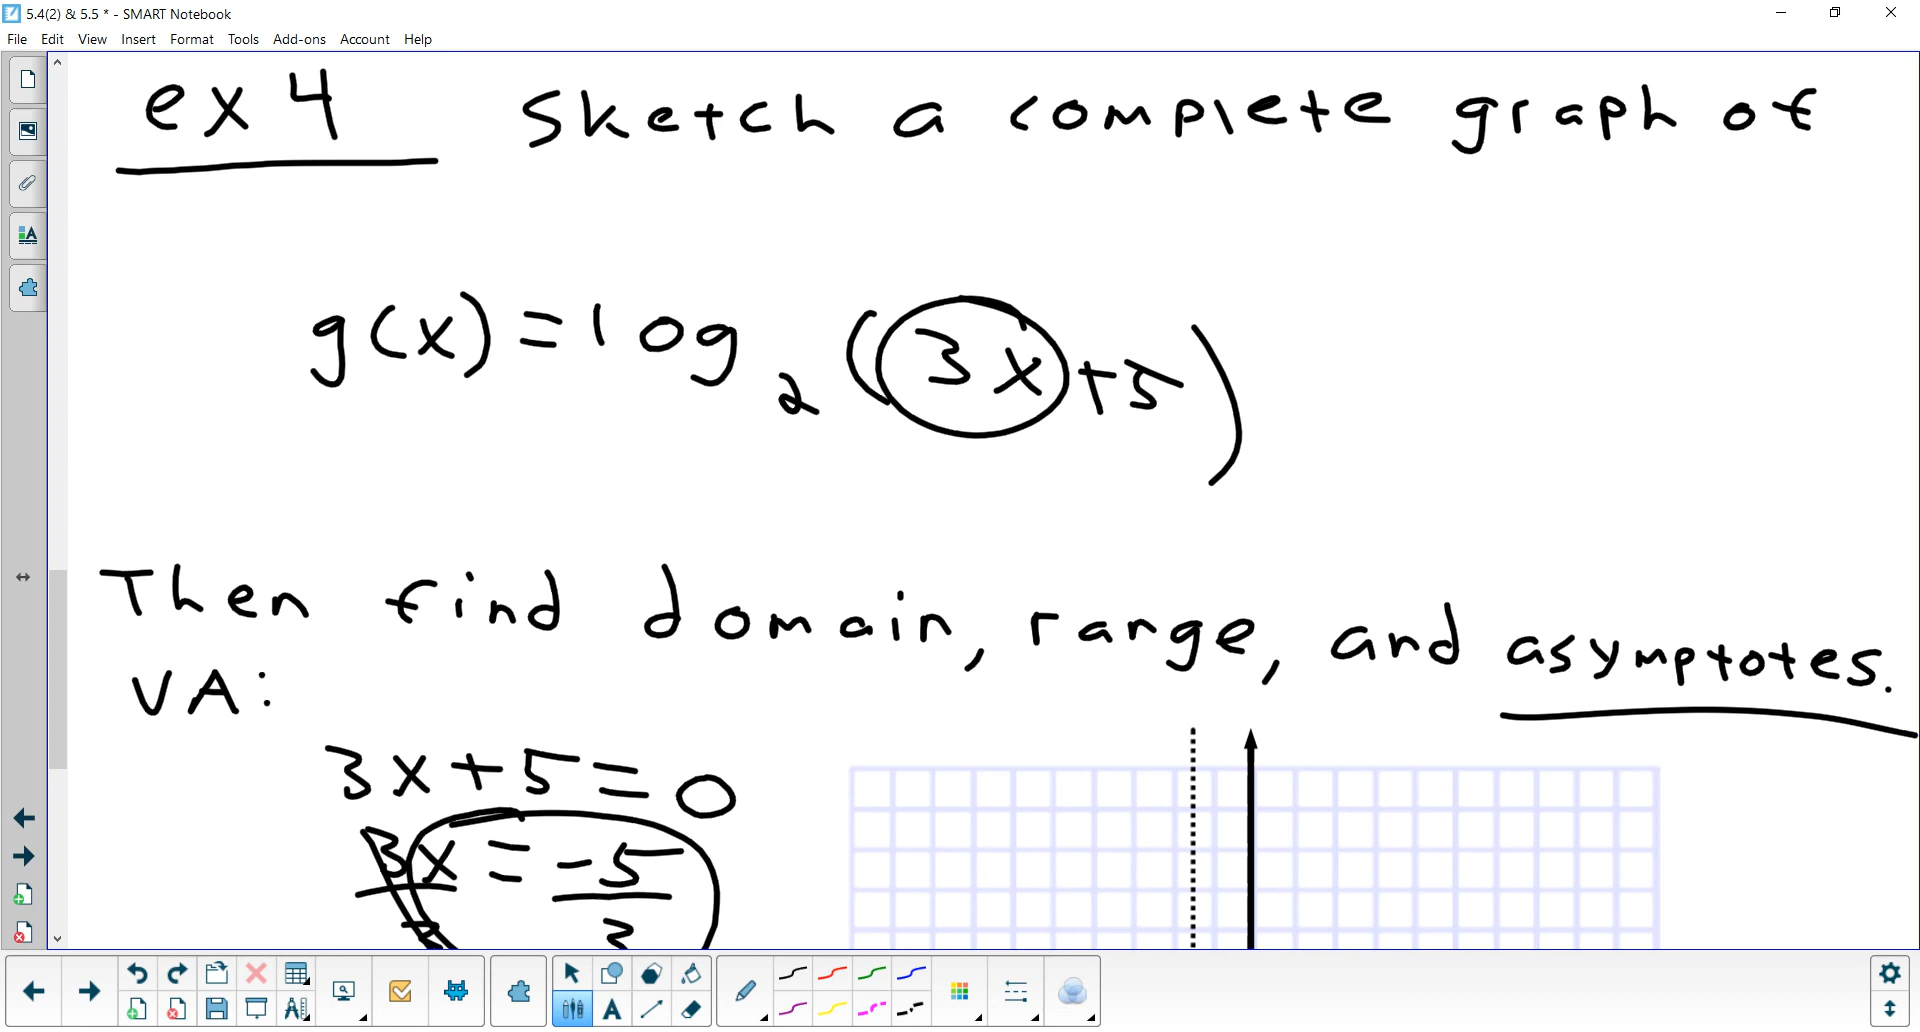 5.4(2) & 5.5 * - SMART Notebook
File Edit View Insert Format Tools Add-ons Account Help
ex 4 Sketch a complete graph of
g(x) = log₂(3x+5)
Then find domain, range, and asymptotes.
VA:
3x+5=0
3x = -5
3 3